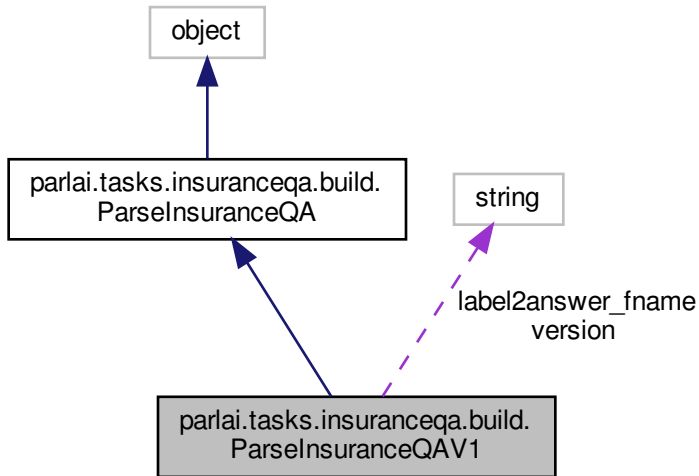 object
parlai.tasks.insuranceqa.build.
ParseInsuranceQA
string
label2answer_fname
version
parlai.tasks.insuranceqa.build.
ParseInsuranceQAV1